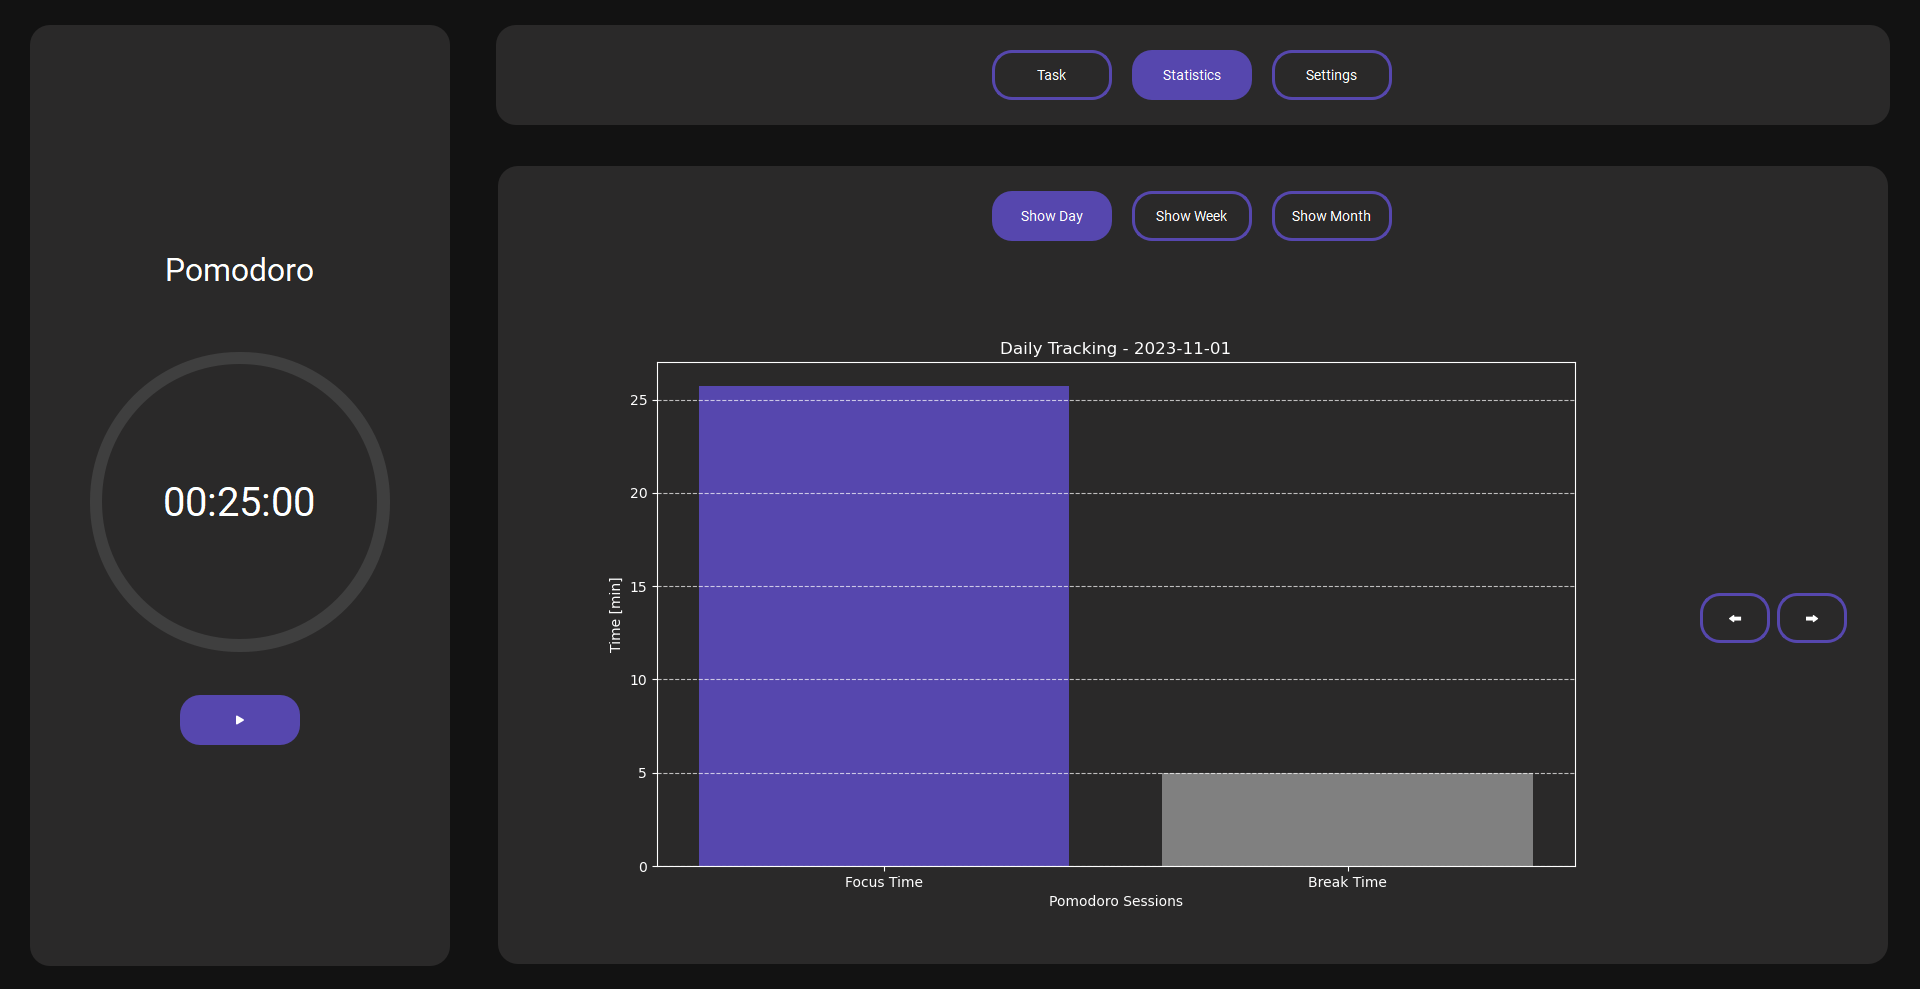 Pomodoro
00:25:00
Task
Statistics
Settings
Show Day
Show Week
Show Month
Daily Tracking - 2023-11-01
25
20
15
10
5
0
Time [min]
Focus Time
Break Time
Pomodoro Sessions